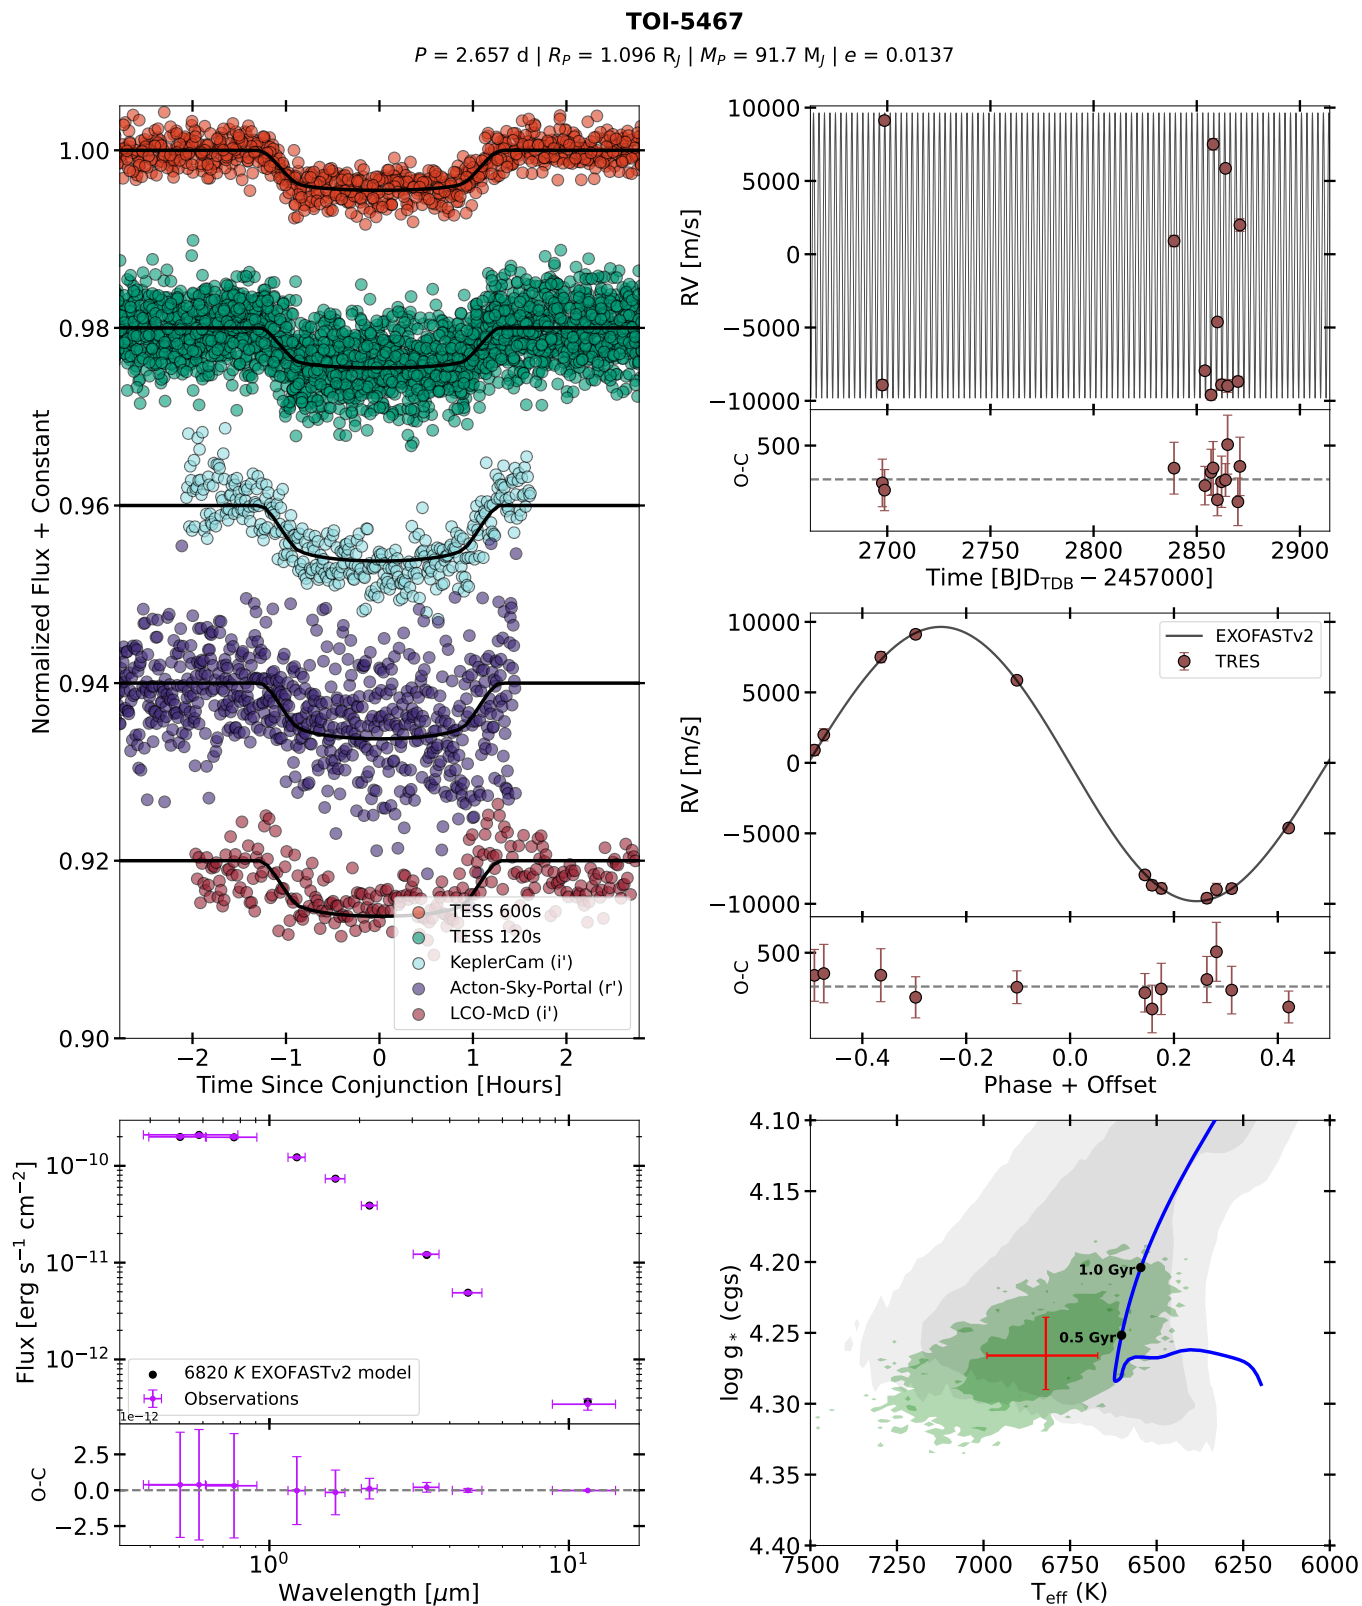 TOI-5467
P = 2.657 d | R_P = 1.096 R_J | M_P = 91.7 M_J | e = 0.0137
Normalized Flux + Constant
1.00
0.98
0.96
0.94
0.92
0.90
TESS 600s
TESS 120s
KeplerCam (i')
Acton-Sky-Portal (r')
LCO-McD (i')
−2 −1 0 1 2
Time Since Conjunction [Hours]
RV [m/s]
10000
5000
0
−5000
−10000
O-C
500
2700 2750 2800 2850 2900
Time [BJD_TDB − 2457000]
RV [m/s]
10000
5000
0
−5000
−10000
EXOFASTv2
TRES
O-C
500
−0.4 −0.2 0.0 0.2 0.4
Phase + Offset
Flux [erg s⁻¹ cm⁻²]
10⁻¹⁰
10⁻¹¹
10⁻¹²
6820 K EXOFASTv2 model
Observations
1e−12
O-C
2.5
0.0
−2.5
10⁰ 10¹
Wavelength [μm]
log g* (cgs)
4.10
4.15
4.20
4.25
4.30
4.35
4.40
1.0 Gyr
0.5 Gyr
7500 7250 7000 6750 6500 6250 6000
T_eff (K)